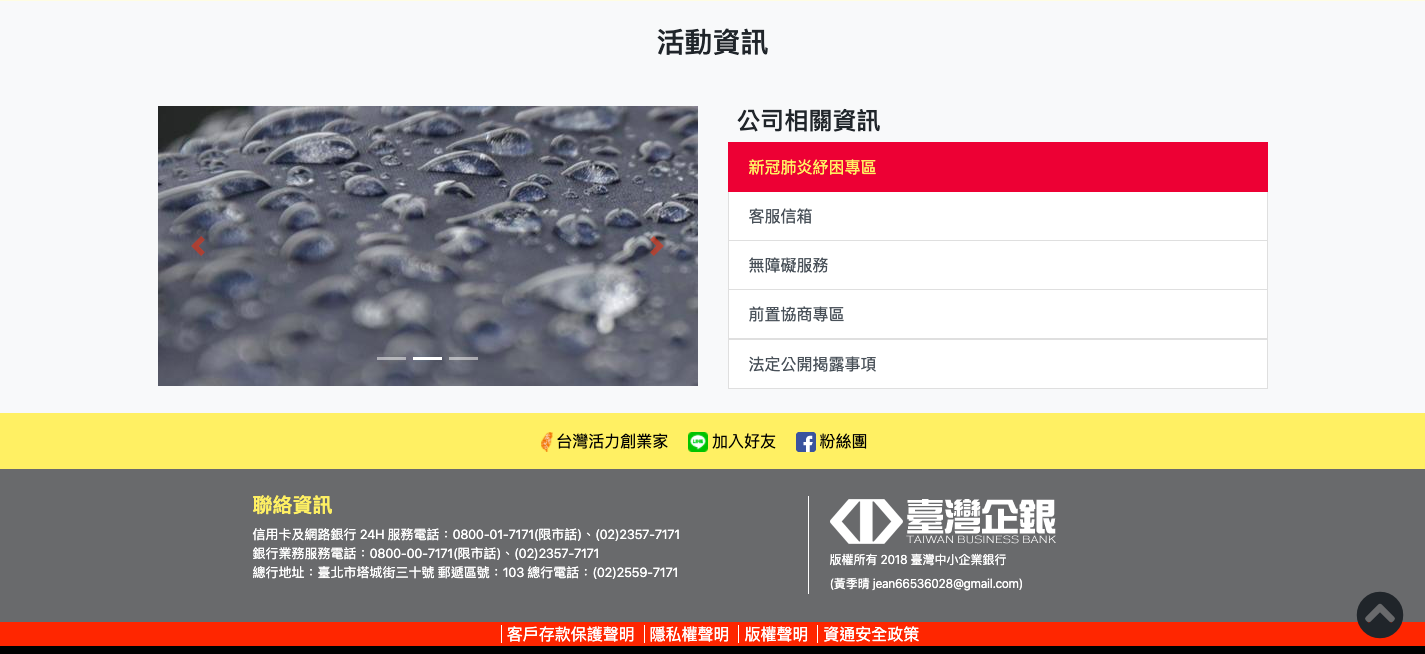 活動資訊
公司相關資訊
新冠肺炎紓困專區
客服信箱
無障礙服務
前置協商專區
法定公開揭露事項
台灣活力創業家
LINE
加入好友
粉絲團
聯絡資訊
信用卡及網路銀行 24H 服務電話：0800-01-7171(限市話)、(02)2357-7171
銀行業務服務電話：0800-00-7171(限市話)、(02)2357-7171
總行地址：臺北市塔城街三十號 郵遞區號：103 總行電話：(02)2559-7171
臺灣企銀
TAIWAN BUSINESS BANK
版權所有 2018 臺灣中小企業銀行
(黃季晴 jean66536028@gmail.com)
| 客戶存款保護聲明 | 隱私權聲明 | 版權聲明 | 資通安全政策